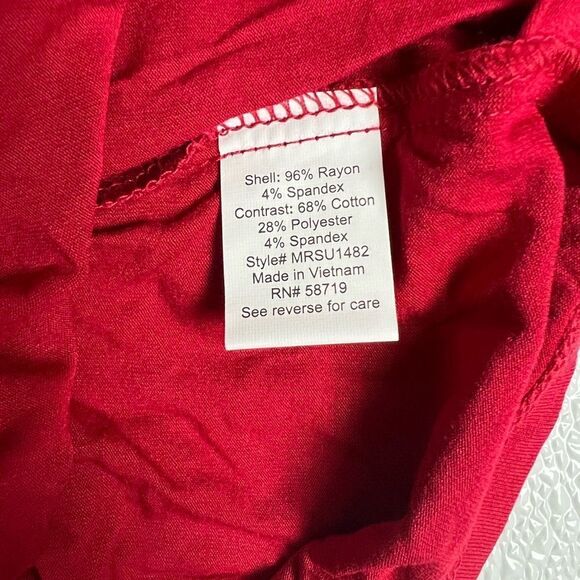 Shell: 96% Rayon
4% Spandex
Contrast: 68% Cotton
28% Polyester
4% Spandex
Style# MRSU1482
Made in Vietnam
RN# 58719
See reverse for care